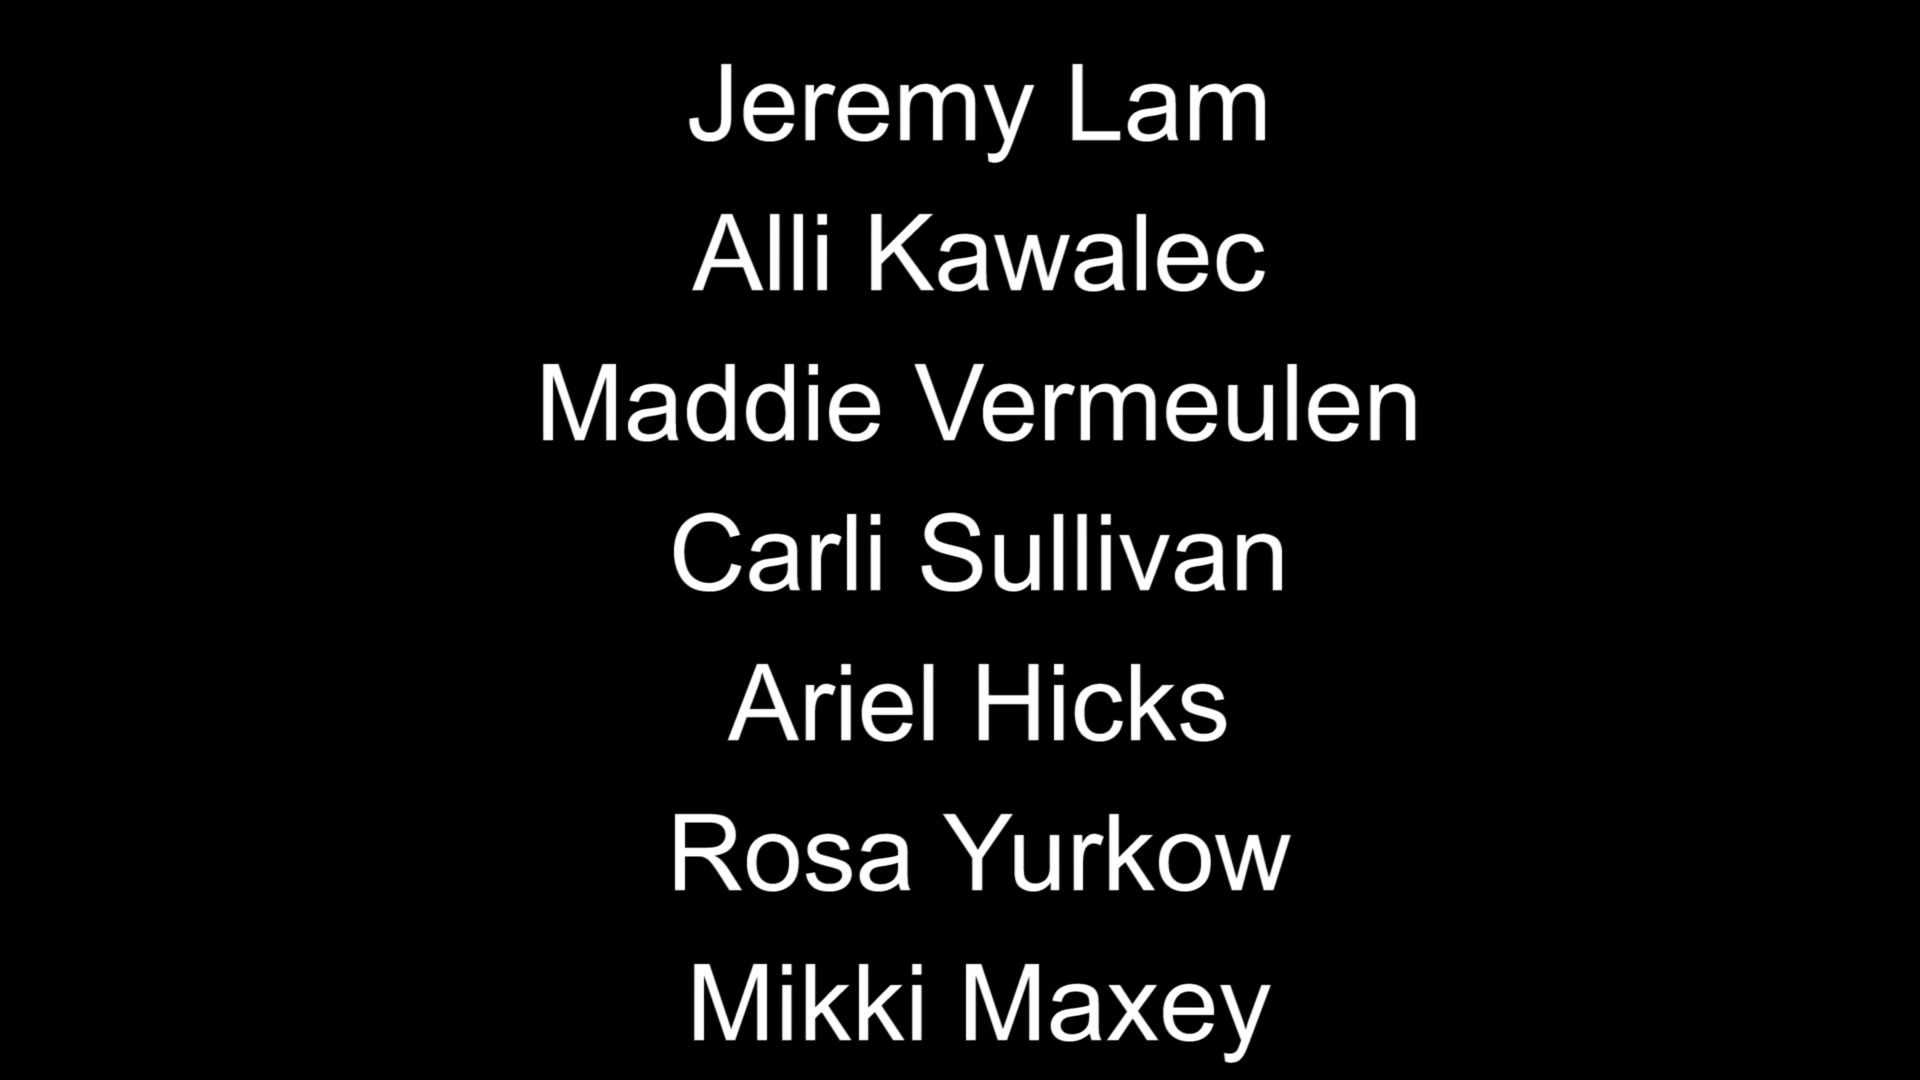 Jeremy Lam
Alli Kawalec
Maddie Vermeulen
Carli Sullivan
Ariel Hicks
Rosa Yurkow
Mikki Maxey